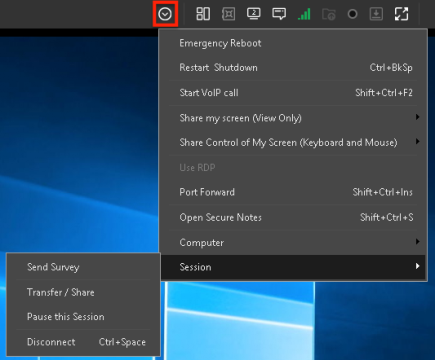 2
Emergency Reboot
Restart Shutdown Ctrl+BkSp
Start VoIP call Shift+Ctrl+F2
Share my screen (View Only)
Share Control of My Screen (Keyboard and Mouse)
Use RDP
Port Forward Shift+Ctrl+Ins
Open Secure Notes Shift+Ctrl+S
Computer
Session
Send Survey
Transfer / Share
Pause this Session
Disconnect Ctrl+Space